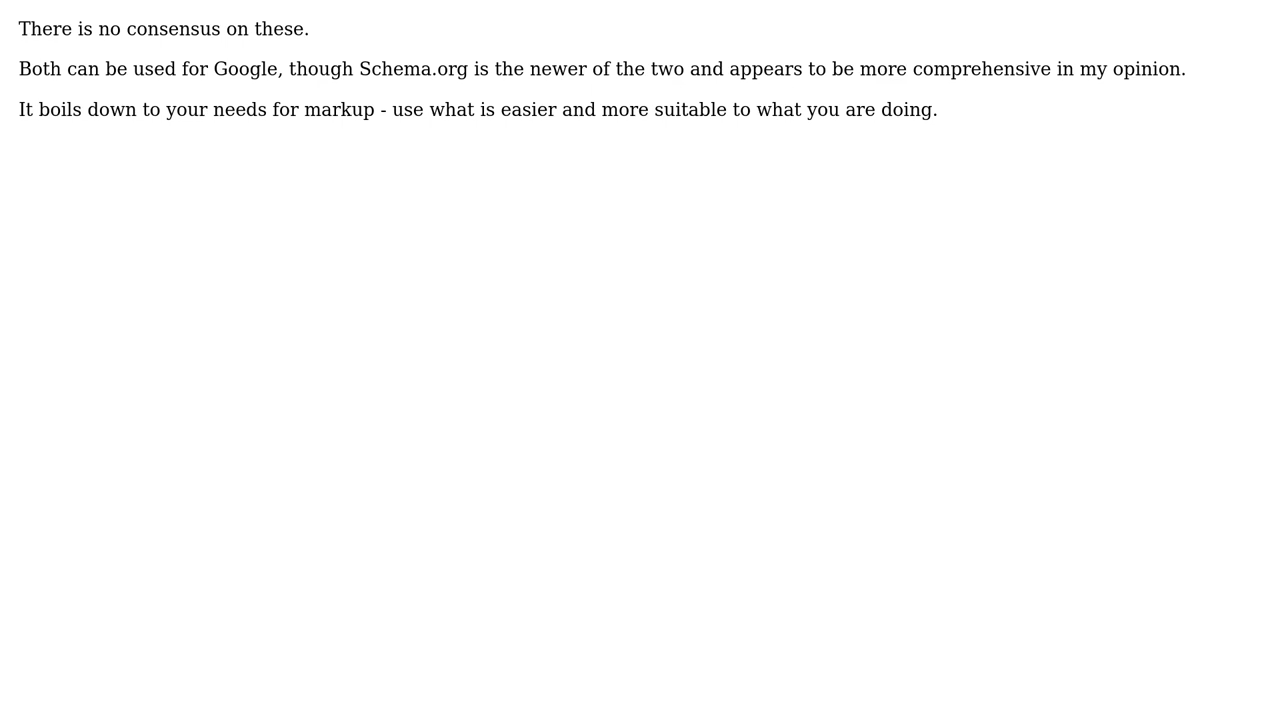 There is no consensus on these.
Both can be used for Google, though Schema.org is the newer of the two and appears to be more comprehensive in my opinion.
It boils down to your needs for markup - use what is easier and more suitable to what you are doing.